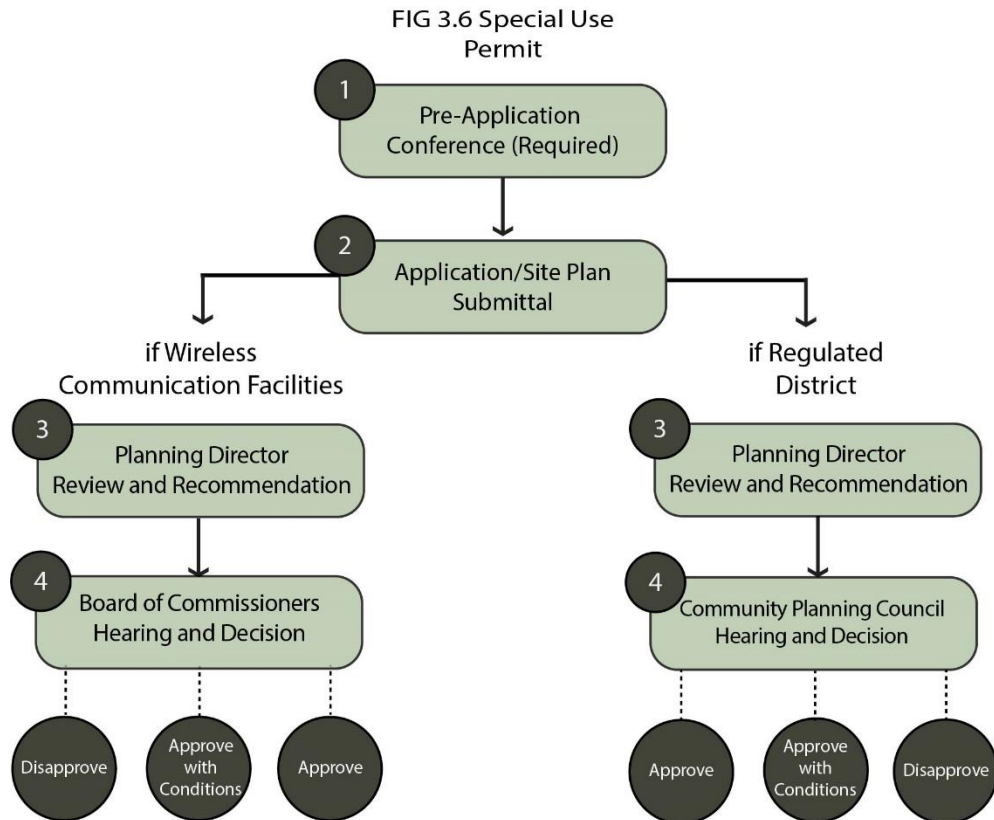 FIG 3.6 Special Use
Permit
1
Pre-Application
Conference (Required)
2
Application/Site Plan
Submittal
if Wireless
Communication Facilities
3
Planning Director
Review and Recommendation
4
Board of Commissioners
Hearing and Decision
Disapprove
Approve
with
Conditions
Approve
if Regulated
District
3
Planning Director
Review and Recommendation
4
Community Planning Council
Hearing and Decision
Approve
Approve
with
Conditions
Disapprove